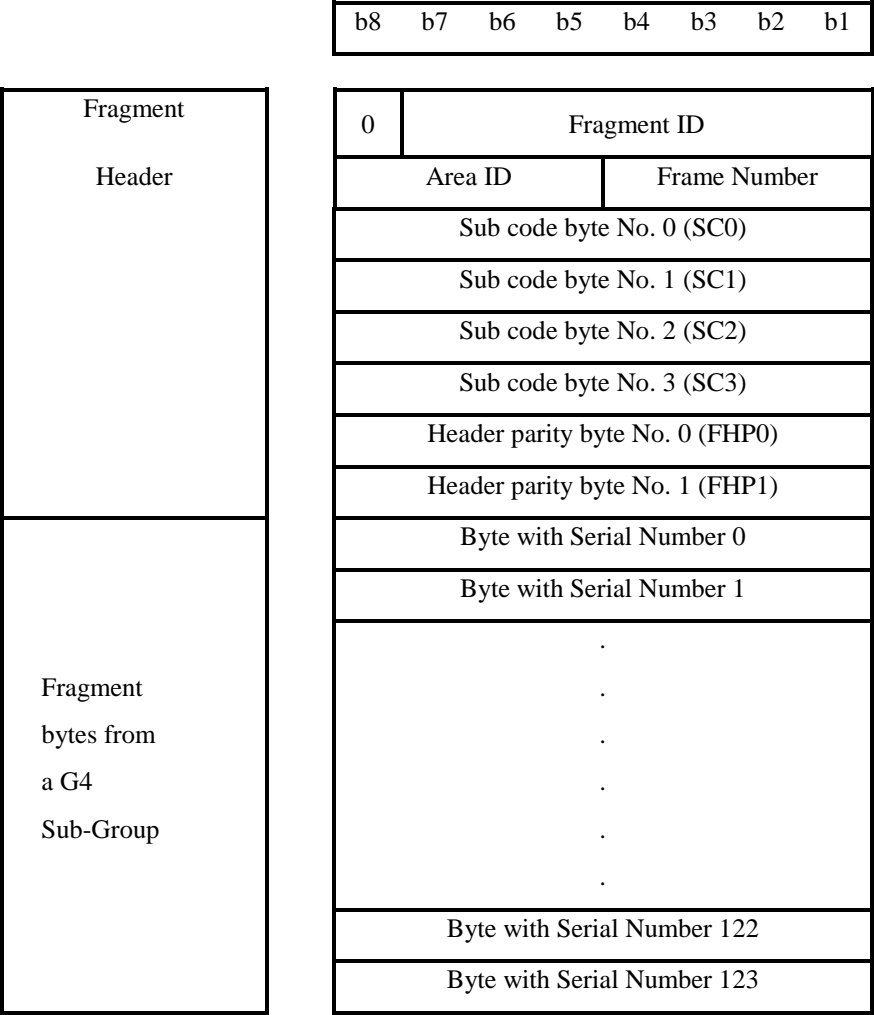 b8 b7 b6 b5 b4 b3 b2 b1
Fragment
Header
0 Fragment ID
Area ID Frame Number
Sub code byte No. 0 (SC0)
Sub code byte No. 1 (SC1)
Sub code byte No. 2 (SC2)
Sub code byte No. 3 (SC3)
Header parity byte No. 0 (FHP0)
Header parity byte No. 1 (FHP1)
Fragment
bytes from
a G4
Sub-Group
Byte with Serial Number 0
Byte with Serial Number 1
.
.
.
.
.
.
Byte with Serial Number 122
Byte with Serial Number 123